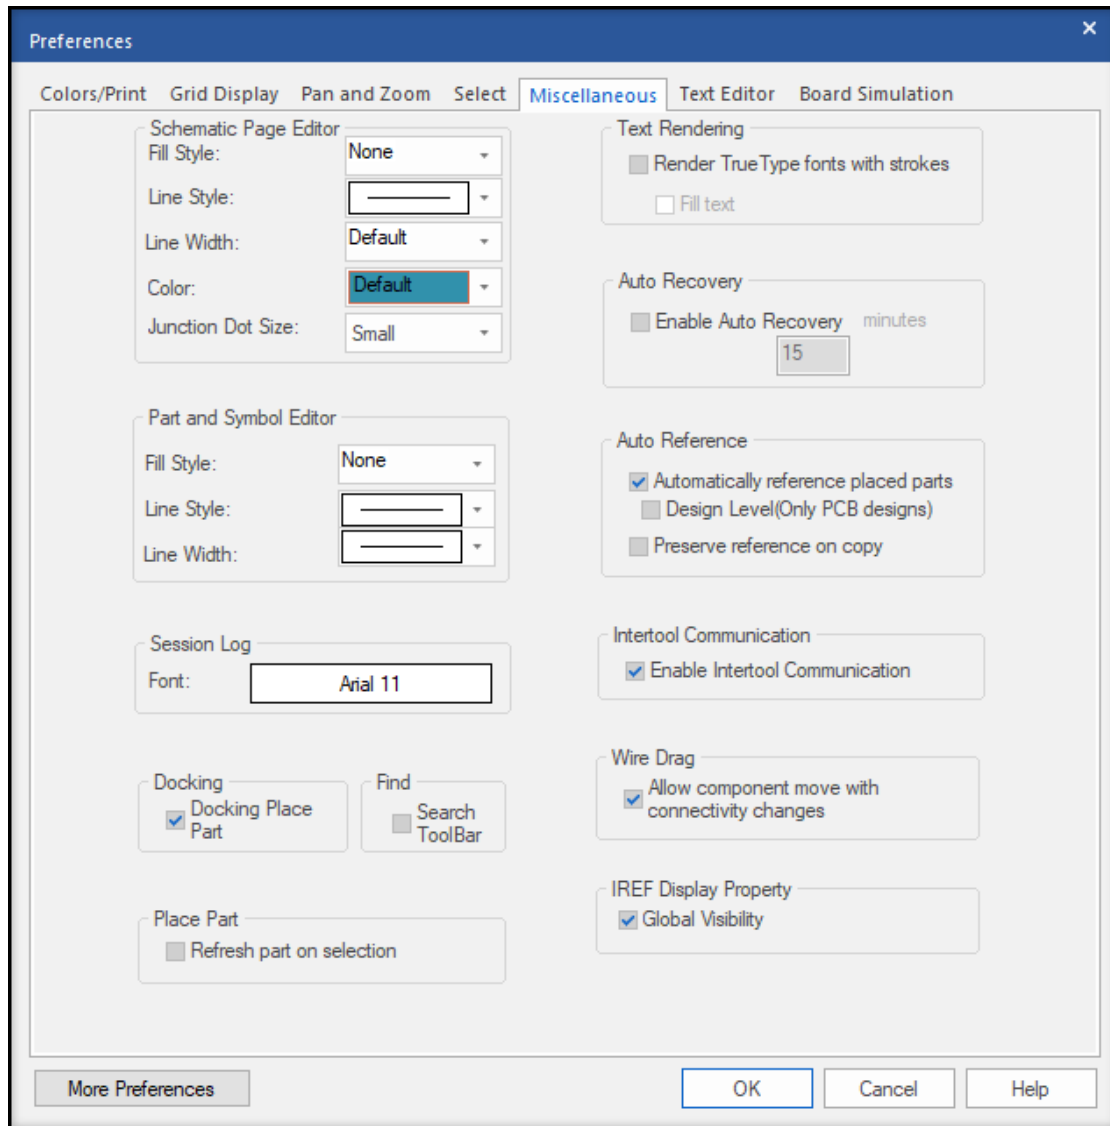 Preferences
Colors/Print Grid Display Pan and Zoom Select Miscellaneous Text Editor Board Simulation
Schematic Page Editor
Fill Style: None
Line Style:
Line Width: Default
Color: Default
Junction Dot Size: Small
Part and Symbol Editor
Fill Style: None
Line Style:
Line Width:
Session Log
Font: Arial 11
Docking
Docking Place
Part
Find
Search
ToolBar
Place Part
Refresh part on selection
Text Rendering
Render TrueType fonts with strokes
Fill text
Auto Recovery
Enable Auto Recovery minutes
15
Auto Reference
Automatically reference placed parts
Design Level(Only PCB designs)
Preserve reference on copy
Intertool Communication
Enable Intertool Communication
Wire Drag
Allow component move with
connectivity changes
IREF Display Property
Global Visibility
More Preferences OK Cancel Help